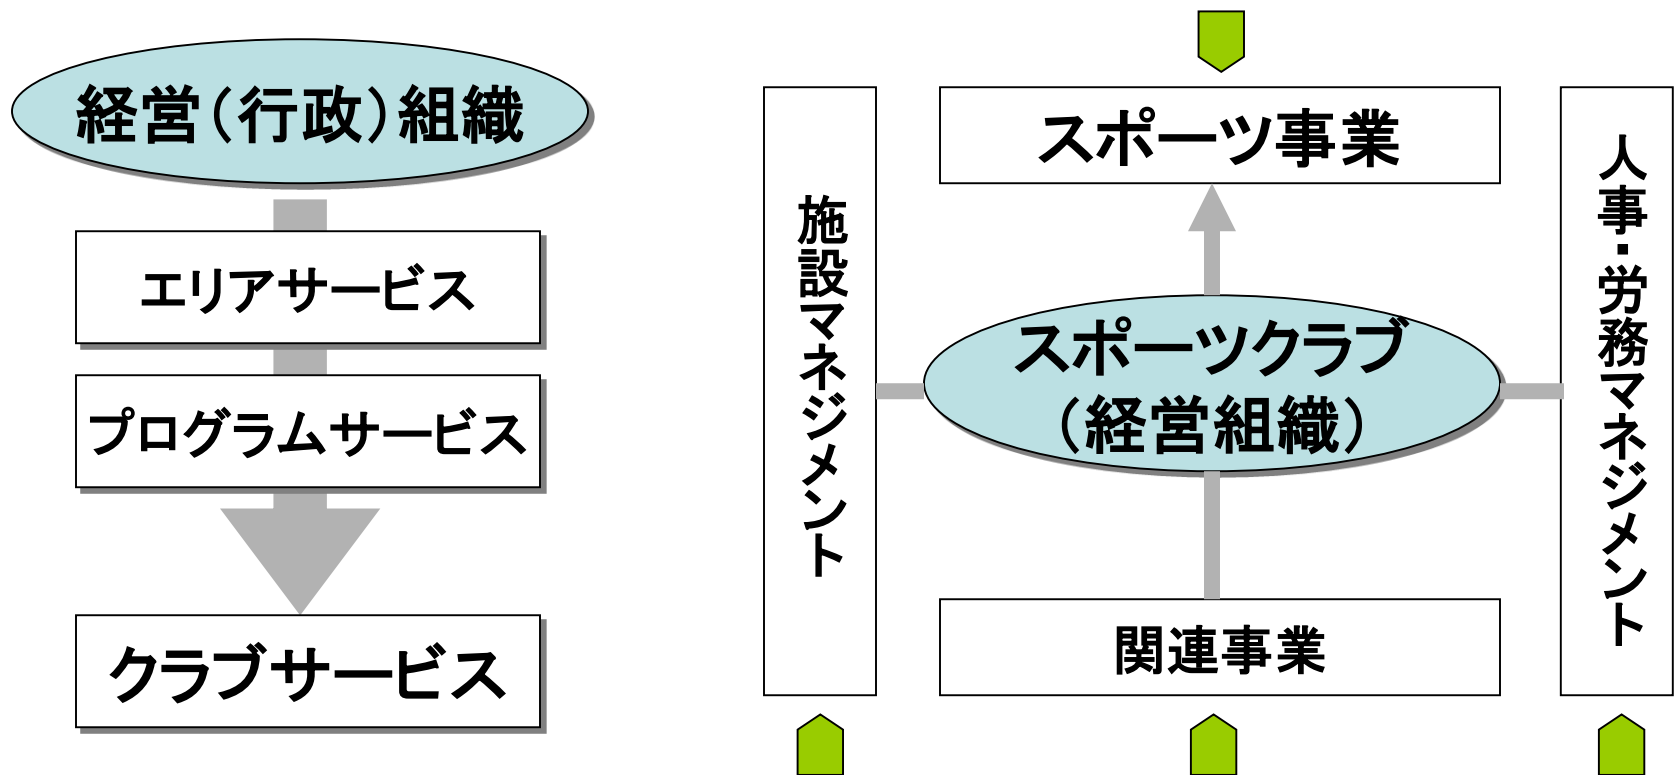 経営(行政)組織
エリアサービス
プログラムサービス
クラブサービス
施設マネジメント
スポーツ事業
スポーツクラブ
(経営組織)
関連事業
人事・労務マネジメント